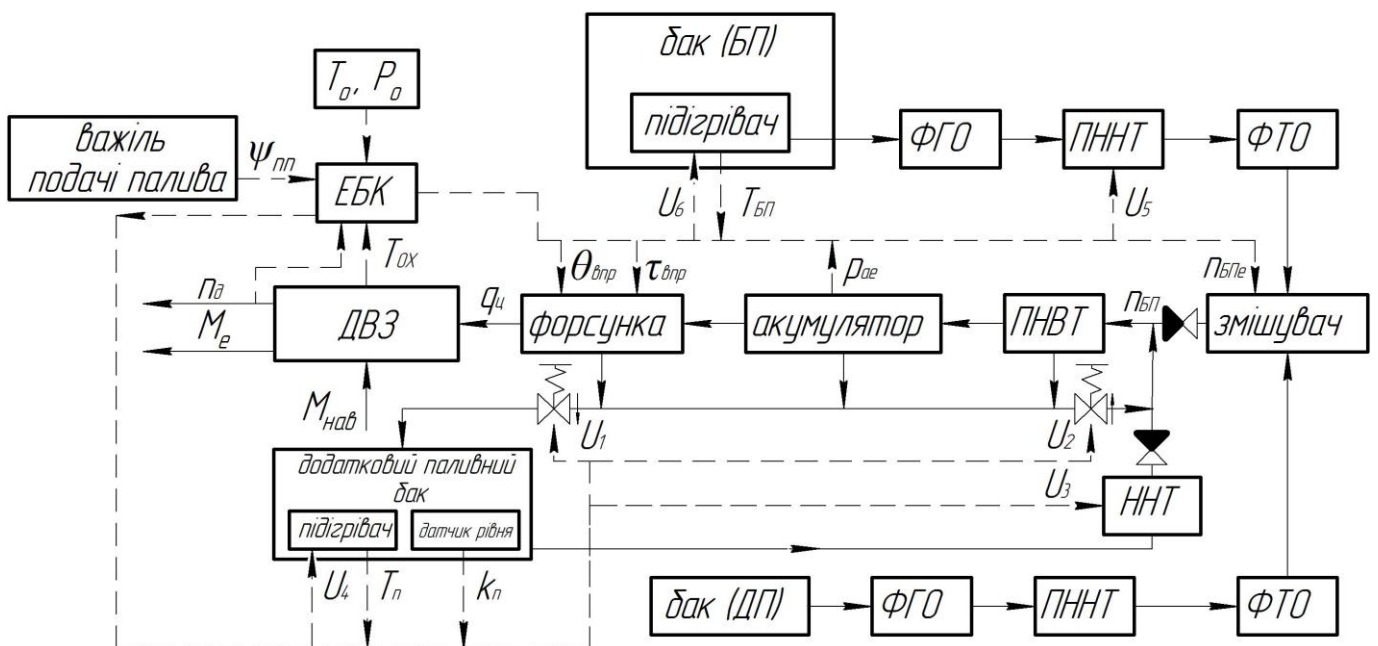 бак (БП)
T₀, P₀
важіль
подачі палива
ψпп
ЕБК
підігрівач
ФГО
ПННТ
ФТО
U₆
TБП
U₅
Tох
θвпр
τвпр
pае
nБПе
nд
Mе
ДВЗ
qц
форсунка
акумулятор
ПНВТ
nБП
змішувач
Mнав
U₁
U₂
додатковий паливний
бак
підігрівач
датчик рівня
U₃
ННТ
U₄
Tп
kп
бак (ДП)
ФГО
ПННТ
ФТО